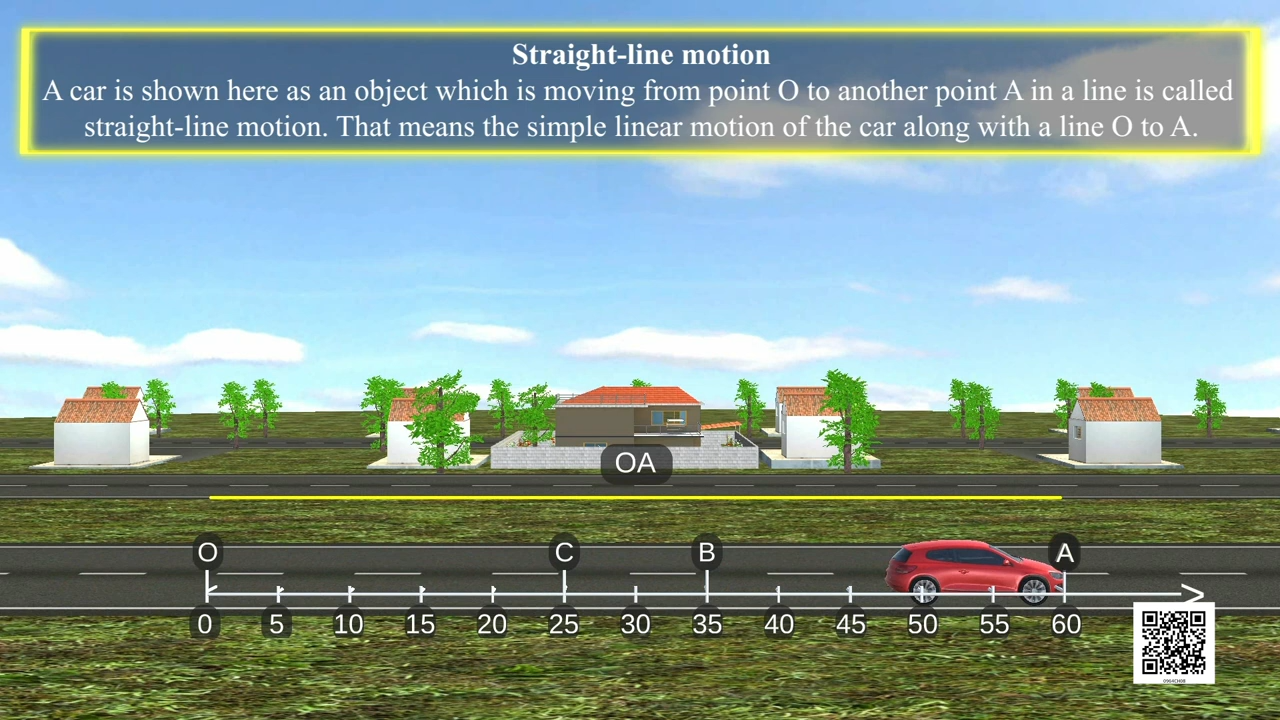 Straight-line motion
A car is shown here as an object which is moving from point O to another point A in a line is called
straight-line motion. That means the simple linear motion of the car along with a line O to A.
OA
O C B A
0 5 10 15 20 25 30 35 40 45 50 55 60
0964CH08